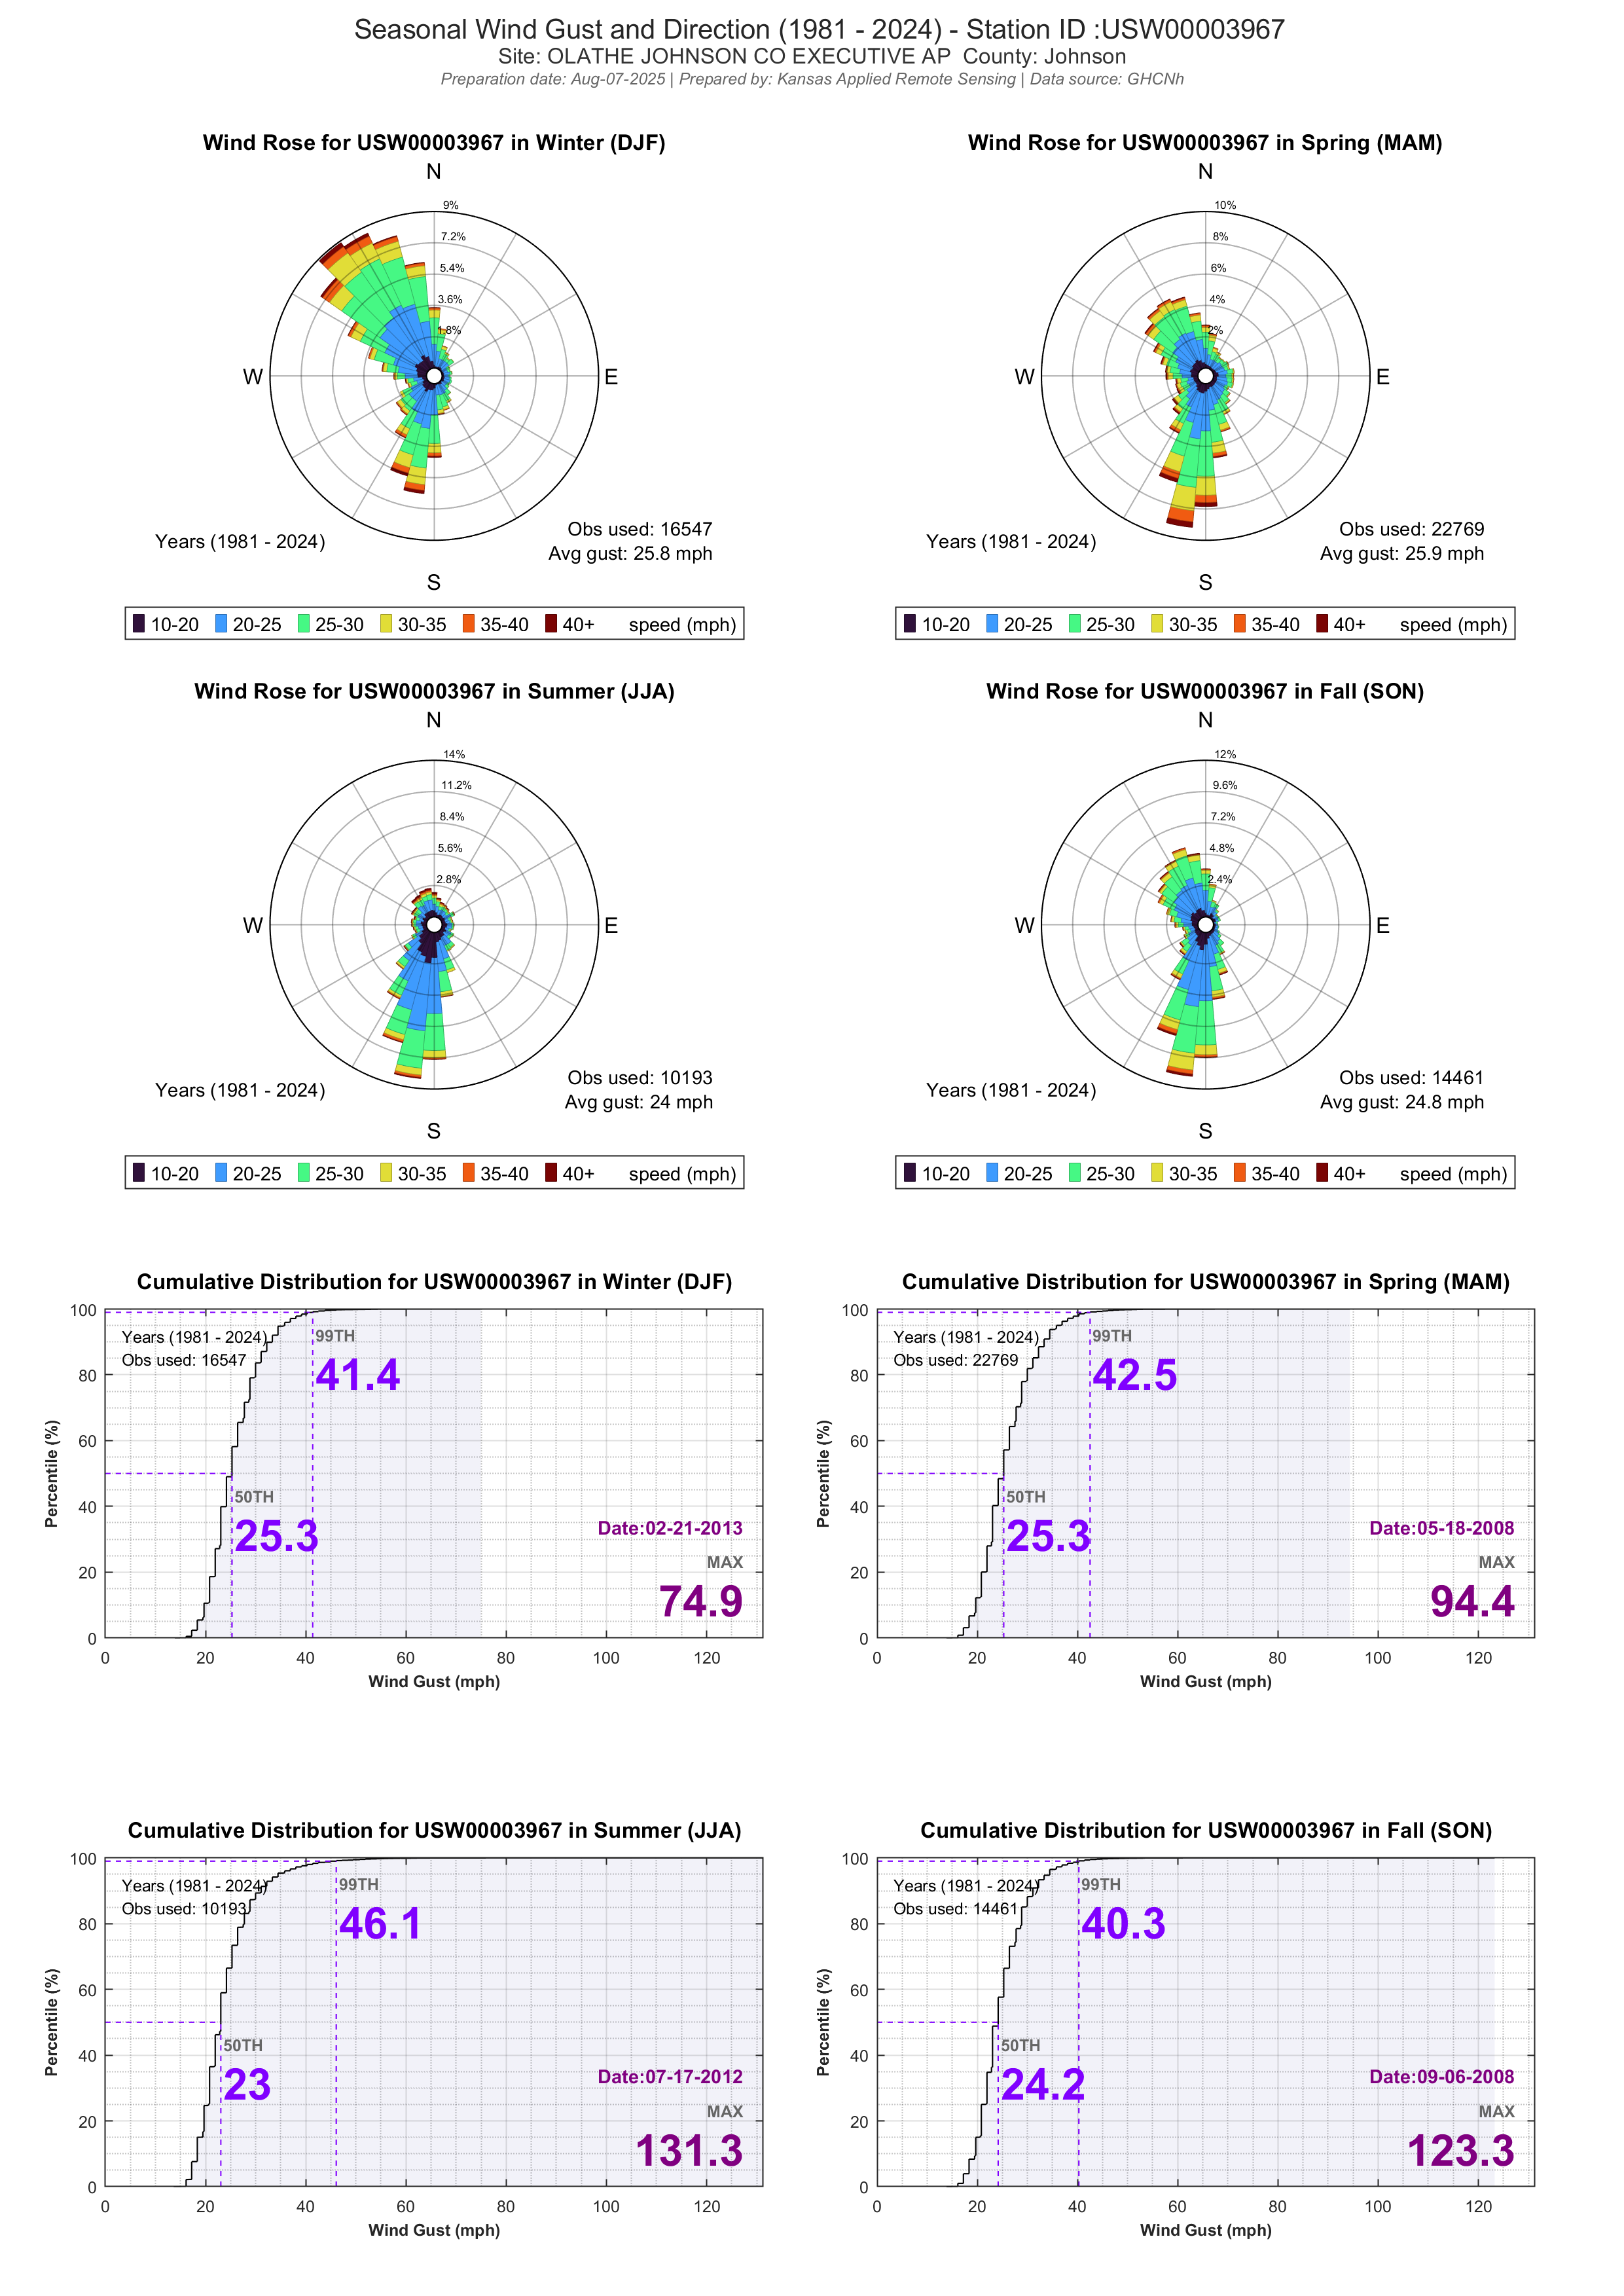 Seasonal Wind Gust and Direction (1981 - 2024) - Station ID :USW00003967
Site: OLATHE JOHNSON CO EXECUTIVE AP  County: Johnson
Preparation date: Aug-07-2025 | Prepared by: Kansas Applied Remote Sensing | Data source: GHCNh
Wind Rose for USW00003967 in Winter (DJF)
N
9%
7.2%
5.4%
3.6%
1.8%
W
E
Years (1981 - 2024)
Obs used: 16547
Avg gust: 25.8 mph
S
10-20 20-25 25-30 30-35 35-40 40+ speed (mph)
Wind Rose for USW00003967 in Spring (MAM)
N
10%
8%
6%
4%
2%
W
E
Years (1981 - 2024)
Obs used: 22769
Avg gust: 25.9 mph
S
10-20 20-25 25-30 30-35 35-40 40+ speed (mph)
Wind Rose for USW00003967 in Summer (JJA)
N
14%
11.2%
8.4%
5.6%
2.8%
W
E
Years (1981 - 2024)
Obs used: 10193
Avg gust: 24 mph
S
10-20 20-25 25-30 30-35 35-40 40+ speed (mph)
Wind Rose for USW00003967 in Fall (SON)
N
12%
9.6%
7.2%
4.8%
2.4%
W
E
Years (1981 - 2024)
Obs used: 14461
Avg gust: 24.8 mph
S
10-20 20-25 25-30 30-35 35-40 40+ speed (mph)
Cumulative Distribution for USW00003967 in Winter (DJF)
Percentile (%)
100
80
60
40
20
0
Years (1981 - 2024)
Obs used: 16547
99TH
41.4
50TH
25.3
Date:02-21-2013
MAX
74.9
0 20 40 60 80 100 120
Wind Gust (mph)
Cumulative Distribution for USW00003967 in Spring (MAM)
Percentile (%)
100
80
60
40
20
0
Years (1981 - 2024)
Obs used: 22769
99TH
42.5
50TH
25.3
Date:05-18-2008
MAX
94.4
0 20 40 60 80 100 120
Wind Gust (mph)
Cumulative Distribution for USW00003967 in Summer (JJA)
Percentile (%)
100
80
60
40
20
0
Years (1981 - 2024)
Obs used: 10193
99TH
46.1
50TH
23
Date:07-17-2012
MAX
131.3
0 20 40 60 80 100 120
Wind Gust (mph)
Cumulative Distribution for USW00003967 in Fall (SON)
Percentile (%)
100
80
60
40
20
0
Years (1981 - 2024)
Obs used: 14461
99TH
40.3
50TH
24.2
Date:09-06-2008
MAX
123.3
0 20 40 60 80 100 120
Wind Gust (mph)